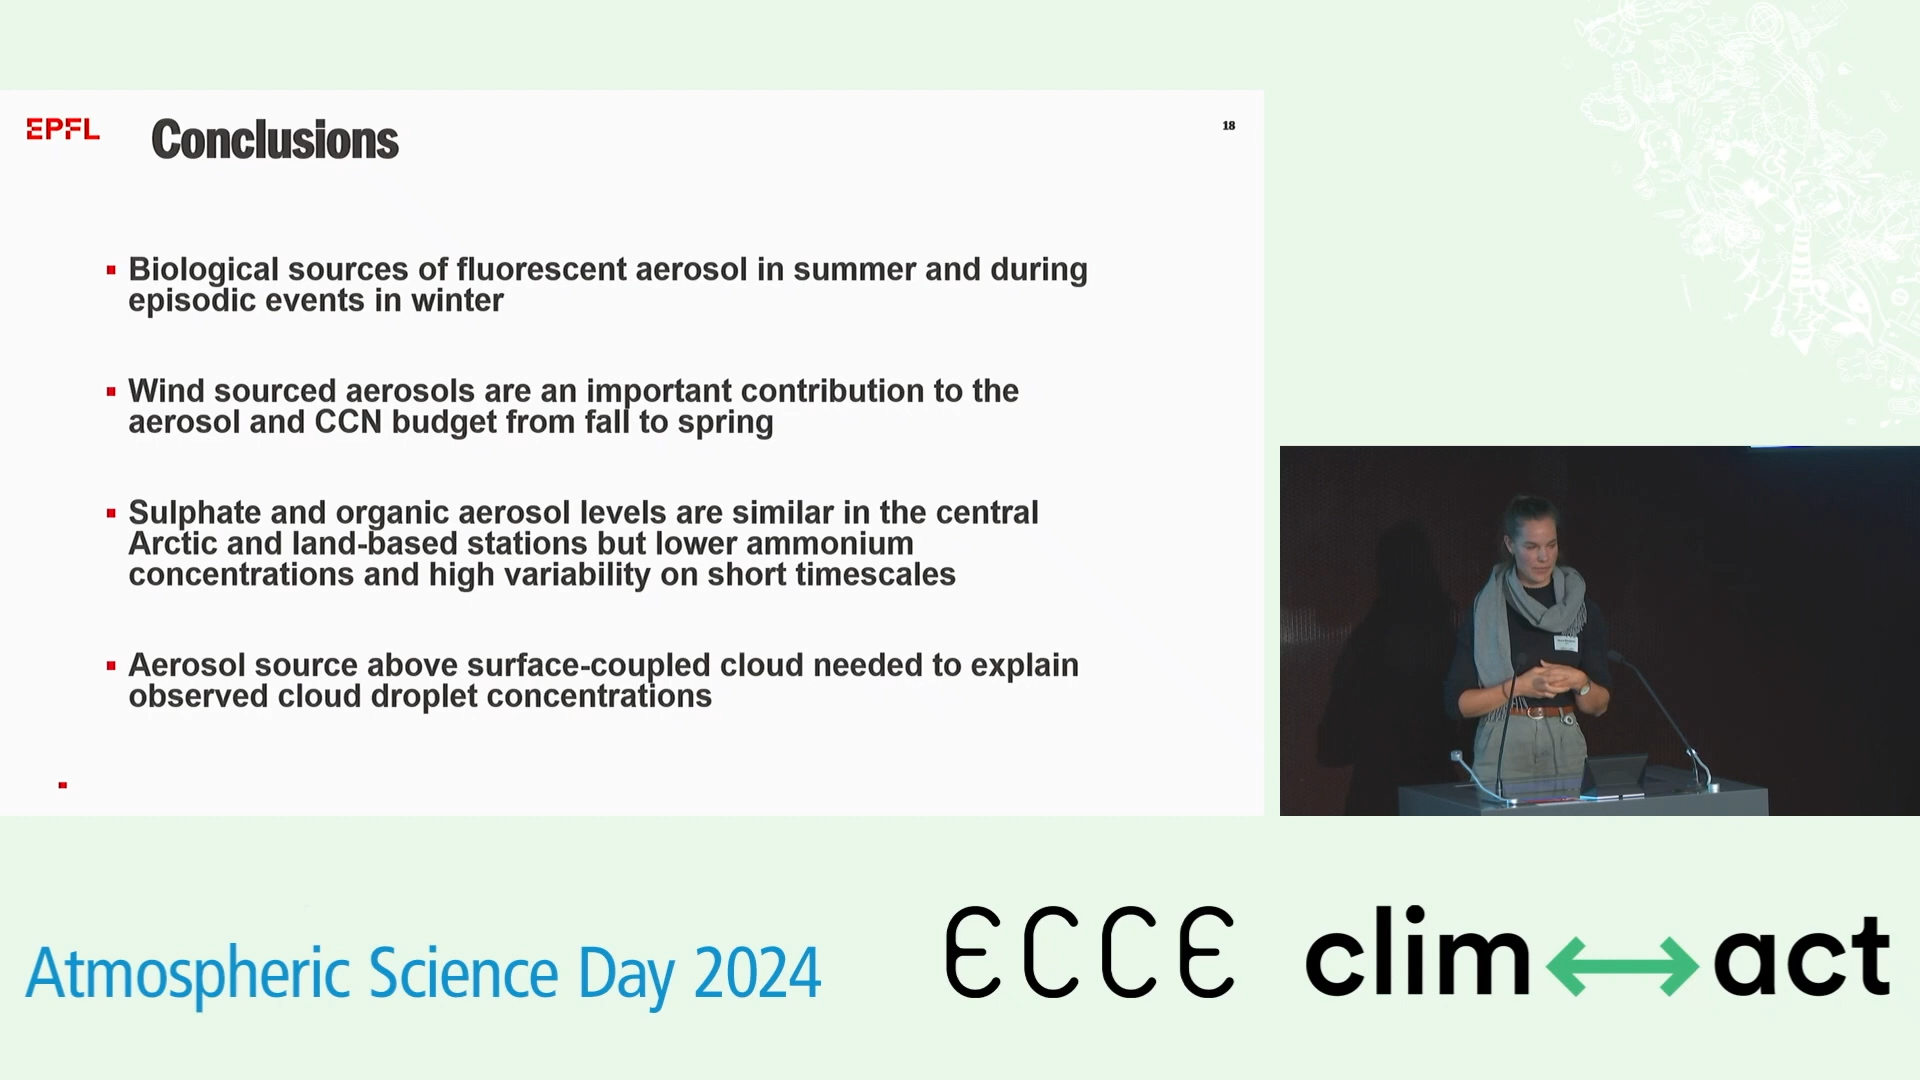 EPFL
Conclusions
18
Biological sources of fluorescent aerosol in summer and during
episodic events in winter
Wind sourced aerosols are an important contribution to the
aerosol and CCN budget from fall to spring
Sulphate and organic aerosol levels are similar in the central
Arctic and land-based stations but lower ammonium
concentrations and high variability on short timescales
Aerosol source above surface-coupled cloud needed to explain
observed cloud droplet concentrations
Atmospheric Science Day 2024
ECCE
clim act